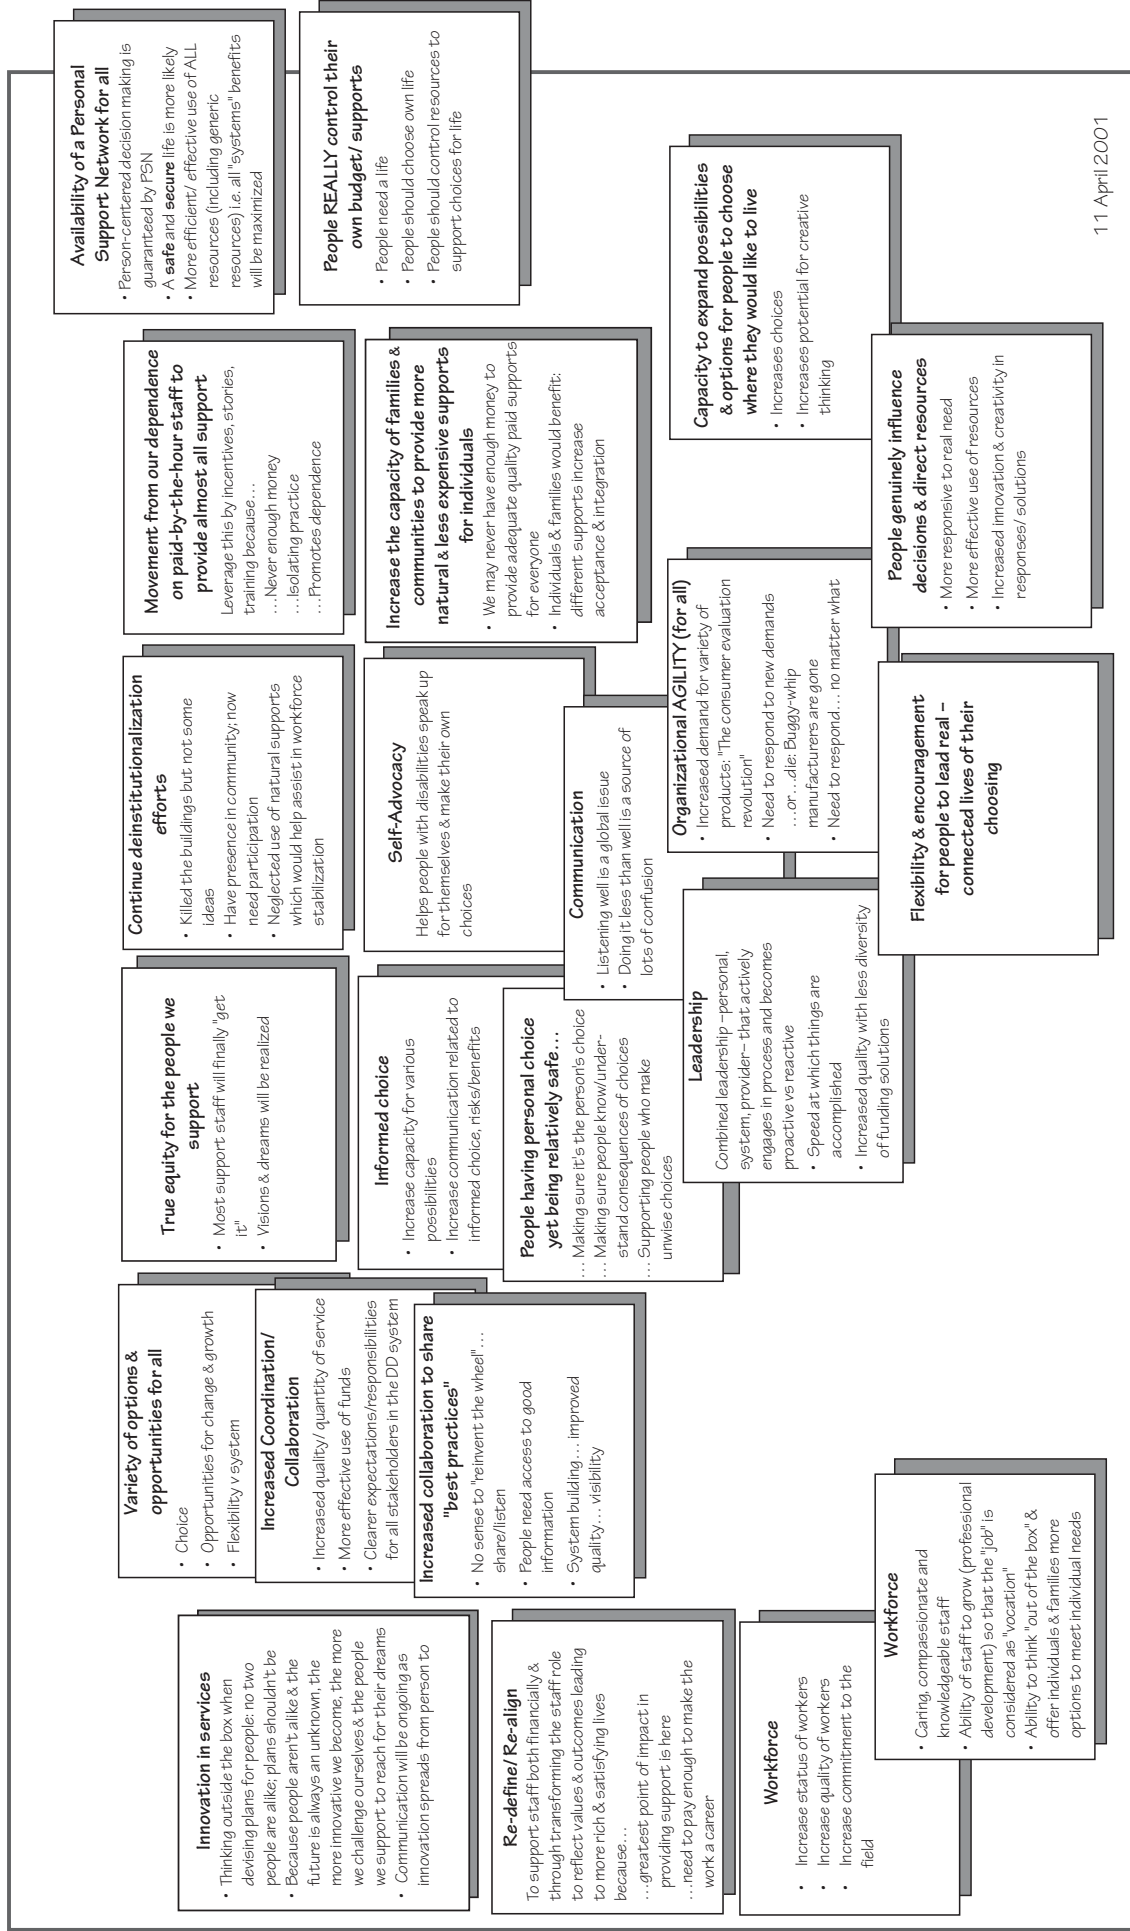 Innovation in services
• Thinking outside the box when
devising plans for people: no two
people are alike; plans shouldn't be
• Because people aren't alike & the
future is always an unknown, the
more innovative we become, the more
we challenge ourselves & the people
we support to reach for their dreams
• Communication will be ongoing as
innovation spreads from person to
Re-define/ Re-align
To support staff both financially &
through transforming the staff role
to reflect values & outcomes leading
to more rich & satisfying lives
because…
…greatest point of impact in
providing support is here
…need to pay enough to make the
work a career
Workforce
• Increase status of workers
• Increase quality of workers
• Increase commitment to the
field
Workforce
• Caring, compassionate and
knowledgeable staff
• Ability of staff to grow (professional
development) so that the "job" is
considered as "vocation"
• Ability to think "out of the box" &
offer individuals & families more
options to meet individual needs
Variety of options &
opportunities for all
• Choice
• Opportunities for change & growth
• Flexibility v system
Increased Coordination/
Collaboration
• Increased quality/ quantity of service
• More effective use of funds
• Clearer expectations/responsibilities
for all stakeholders in the DD system
Increased collaboration to share
"best practices"
• No sense to "reinvent the wheel"…
share/listen
• People need access to good
information
• System building… improved
quality… visibility
True equity for the people we
support
• Most support staff will finally "get
it"
• Visions & dreams will be realized
Informed choice
• Increase capacity for various
possibilities
• Increase communication related to
informed choice, risks/benefits
People having personal choice
yet being relatively safe…
… Making sure it's the person's choice
… Making sure people know/under-
stand consequences of choices
… Supporting people who make
unwise choices
Leadership
Combined leadership –personal,
system, provider– that actively
engages in process and becomes
proactive vs reactive
• Speed at which things are
accomplished
• Increased quality with less diversity
of funding solutions
Continue deinstitutionalization
efforts
• Killed the buildings but not some
ideas
• Have presence in community; now
need participation
• Neglected use of natural supports
which would help assist in workforce
stabilization
Self-Advocacy
Helps people with disabilities speak up
for themselves & make their own
choices
Communication
• Listening well is a global issue
• Doing it less than well is a source of
lots of confusion
Organizational AGILITY (for all)
• Increased demand for variety of
products: "The consumer evaluation
revolution"
• Need to respond to new demands
…or…die: Buggy-whip
manufacturers are gone
• Need to respond… no matter what
Flexibility & encouragement
for people to lead real –
connected lives of their
choosing
Movement from our dependence
on paid-by-the-hour staff to
provide almost all support
Leverage this by incentives, stories,
training because…
…Never enough money
…Isolating practice
…Promotes dependence
Increase the capacity of families &
communities to provide more
natural & less expensive supports
for individuals
• We may never have enough money to
provide adequate quality paid supports
for everyone
• Individuals & families would benefit;
different supports increase
acceptance & integration
People genuinely influence
decisions & direct resources
• More responsive to real need
• More effective use of resources
• Increased innovation & creativity in
responses/ solutions
Availability of a Personal
Support Network for all
• Person-centered decision making is
guaranteed by PSN
• A safe and secure life is more likely
• More efficient/ effective use of ALL
resources (including generic
resources) i.e. all "systems" benefits
will be maximized
People REALLY control their
own budget/ supports
• People need a life
• People should choose own life
• People should control resources to
support choices for life
Capacity to expand possibilities
& options for people to choose
where they would like to live
• Increases choices
• Increases potential for creative
thinking
11 April 2001